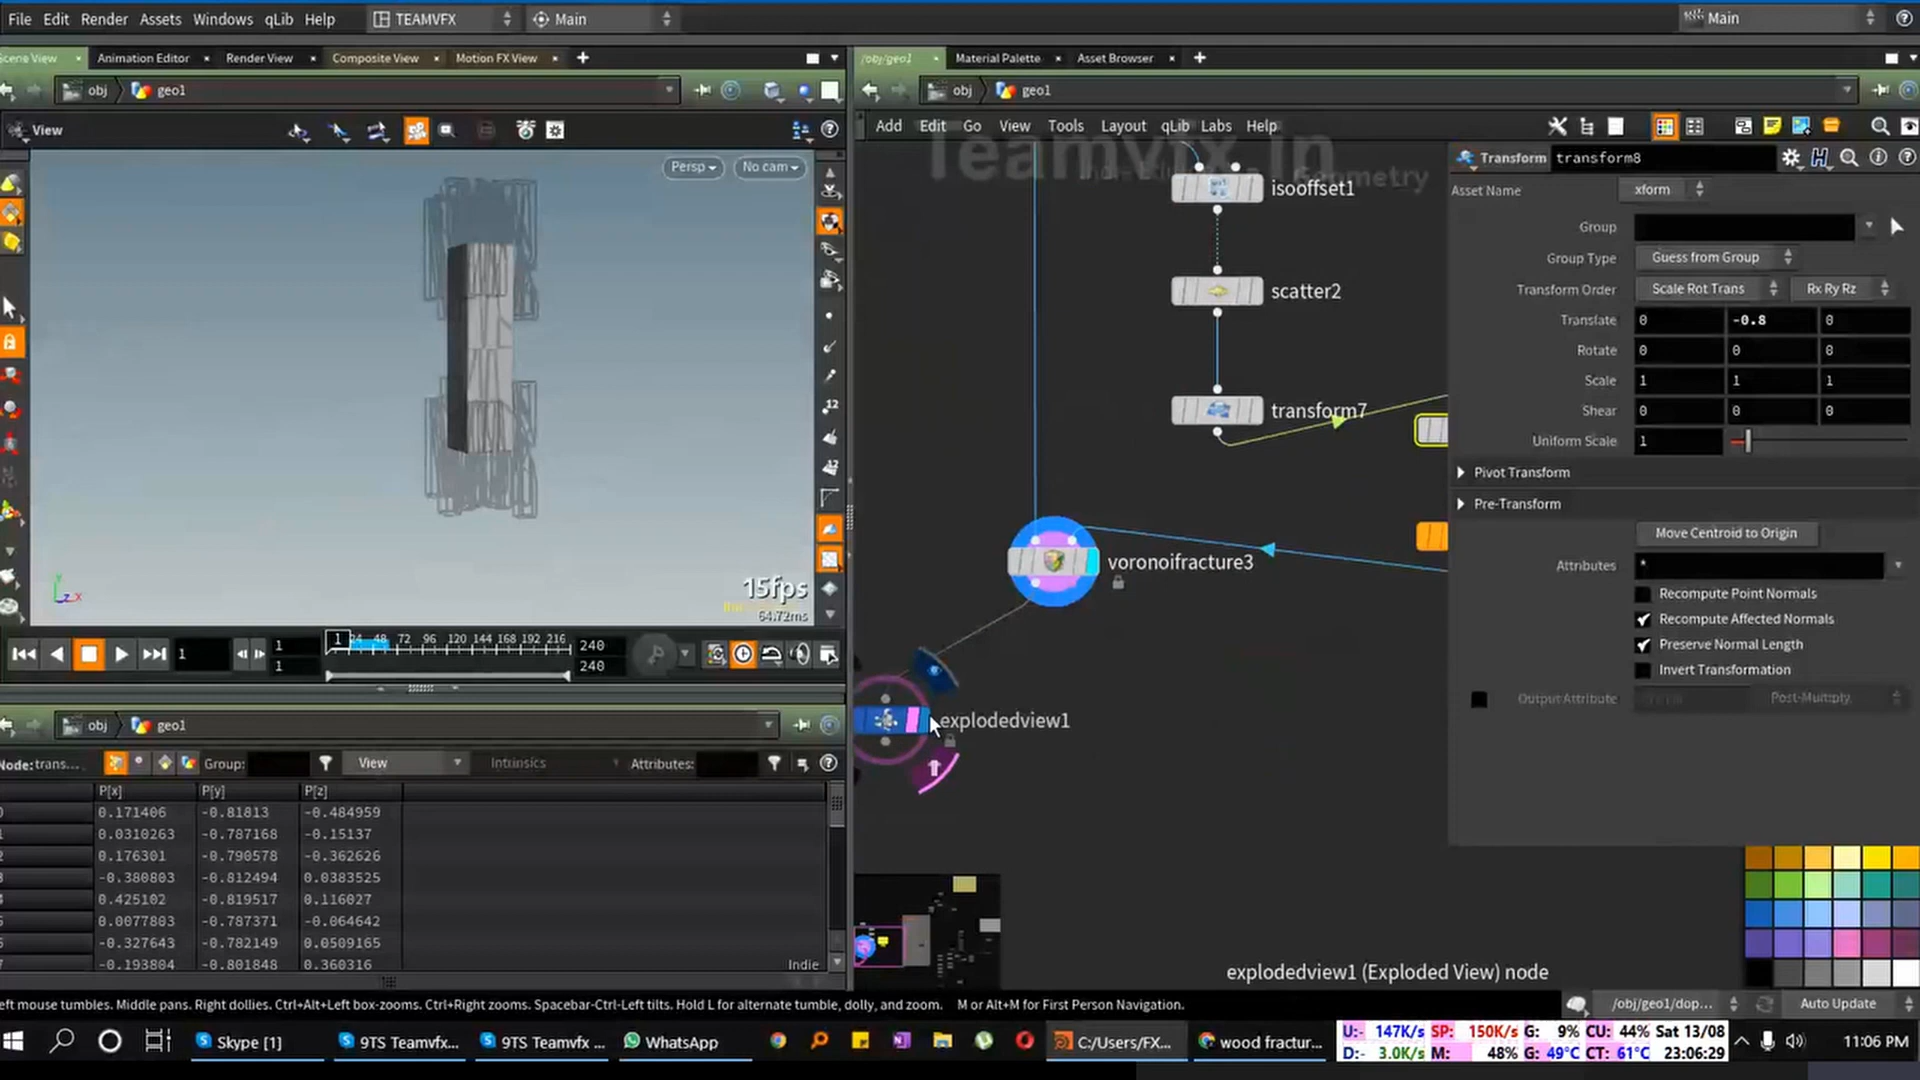 File Edit Render Assets Windows qLib Help TEAMVFX Main Main
Scene View Animation Editor Render View Composite View Motion FX View
/obj/geo1 Material Palette Asset Browser
obj geo1
obj geo1
View
Add Edit Go View Tools Layout qLib Labs Help
Teamvfx.in
Geometry
Persp No cam
isooffset1
scatter2
transform7
voronoifracture3
explodedview1
Transform transform8
Asset Name xform
Group
Group Type Guess from Group
Transform Order Scale Rot Trans Rx Ry Rz
Translate 0 -0.8 0
Rotate 0 0 0
Scale 1 1 1
Shear 0 0 0
Uniform Scale 1
Pivot Transform
Pre-Transform
Move Centroid to Origin
Attributes *
Recompute Point Normals
Recompute Affected Normals
Preserve Normal Length
Invert Transformation
Output Attribute Post-Multiply
15fps
64.72ms
1 1 1 1 24 48 72 96 120 144 168 192 216 240 240
obj geo1
Node: trans... Group: View Intrinsics Attributes:
P[x] P[y] P[z]
0.171406 -0.81813 -0.484959
0.0310263 -0.787168 -0.15137
0.176301 -0.790578 -0.362626
-0.380803 -0.812494 0.0383525
0.425102 -0.819517 0.116027
0.0077803 -0.787371 -0.064642
-0.327643 -0.782149 0.0509165
-0.193804 -0.801848 0.360316
Indie
explodedview1 (Exploded View) node
eft mouse tumbles. Middle pans. Right dollies. Ctrl+Alt+Left box-zooms. Ctrl+Right zooms. Spacebar-Ctrl-Left tilts. Hold L for alternate tumble, dolly, and zoom. M or Alt+M for First Person Navigation.
/obj/geo1/dop... Auto Update
Skype [1] 9TS Teamvfx... 9TS Teamvfx ... WhatsApp C:/Users/FX... wood fractur...
U:- 147K/s SP: 150K/s G: 9% CU: 44% Sat 13/08
D:- 3.0K/s M: 48% G: 49°C CT: 61°C 23:06:29
11:06 PM